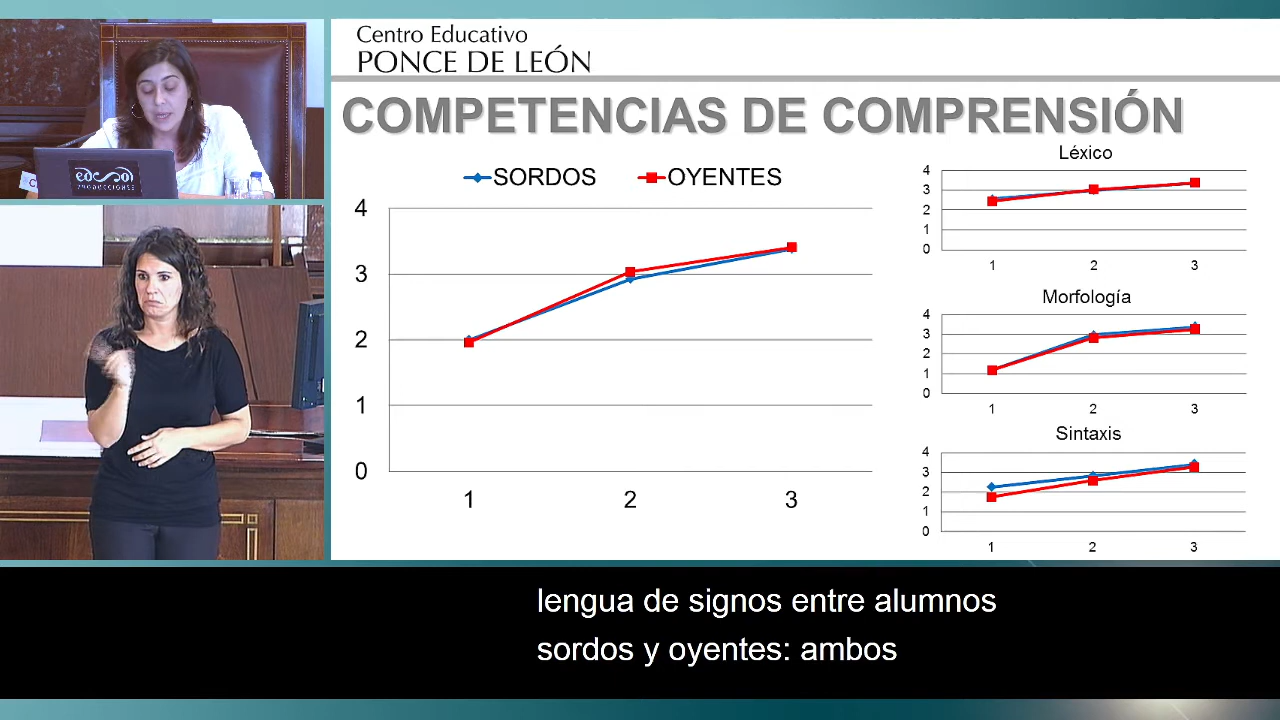 Centro Educativo
PONCE DE LEÓN
COMPETENCIAS DE COMPRENSIÓN
SORDOS
OYENTES
4
3
2
1
0
1
2
3
Léxico
4
3
2
1
0
1
2
3
Morfología
4
3
2
1
0
1
2
3
Sintaxis
4
3
2
1
0
1
2
3
PRODUCCIONES
lengua de signos entre alumnos
sordos y oyentes: ambos